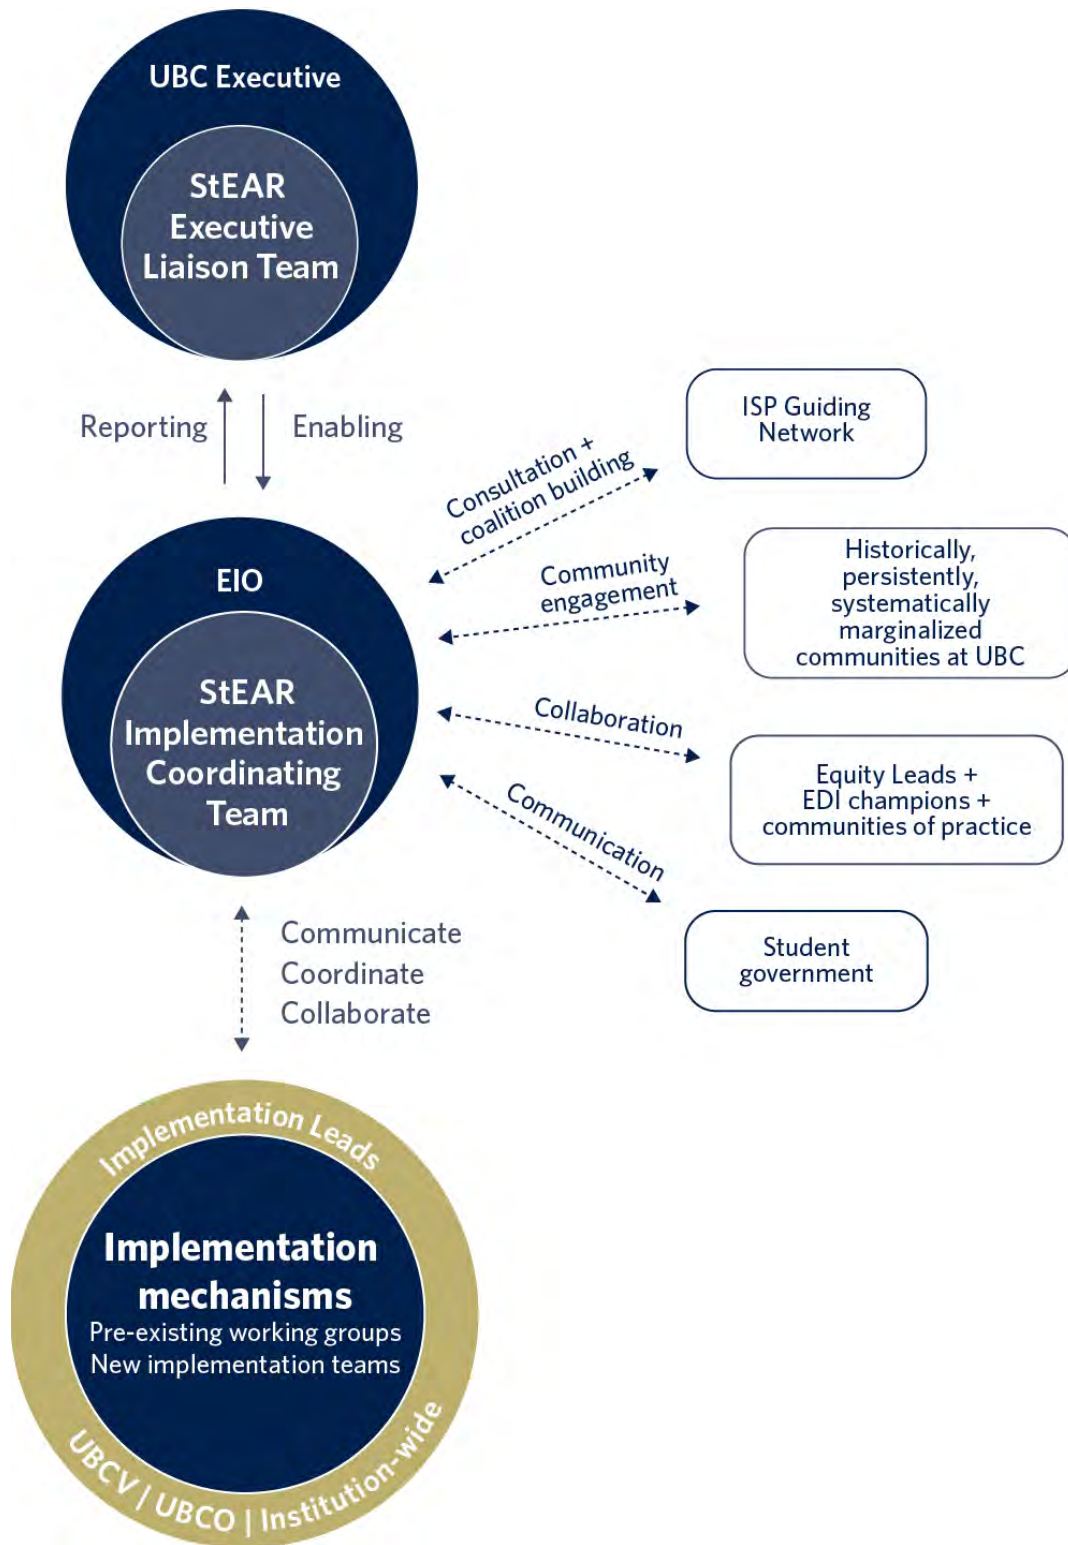 UBC Executive
StEAR
Executive
Liaison Team
Reporting
Enabling
EIO
StEAR
Implementation
Coordinating
Team
Consultation +
coalition building
ISP Guiding
Network
Community
engagement
Historically,
persistently,
systematically
marginalized
communities at UBC
Collaboration
Equity Leads +
EDI champions +
communities of practice
Communication
Student
government
Communicate
Coordinate
Collaborate
Implementation Leads
Implementation
mechanisms
Pre-existing working groups
New implementation teams
UBCV | UBCO | Institution-wide